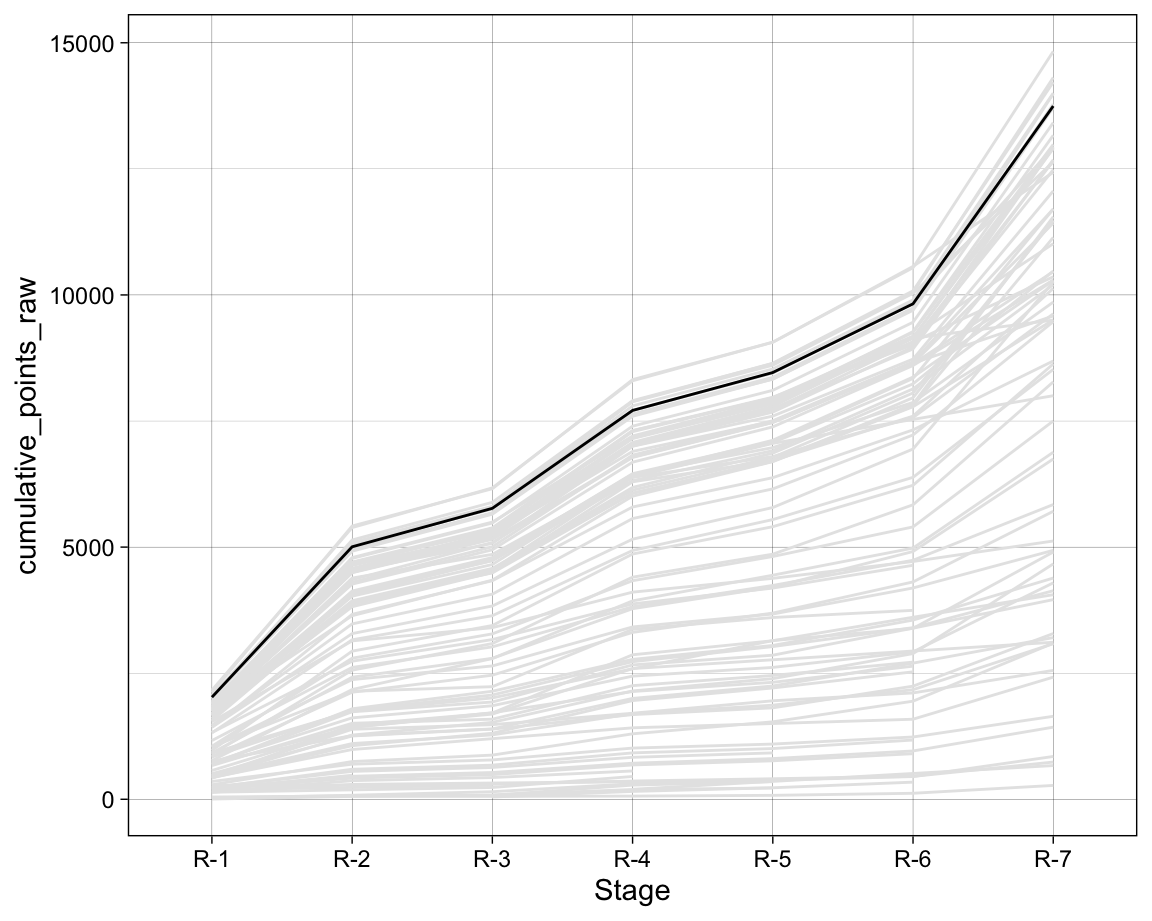 15000
10000
5000
0
cumulative_points_raw
R-1 R-2 R-3 R-4 R-5 R-6 R-7
Stage